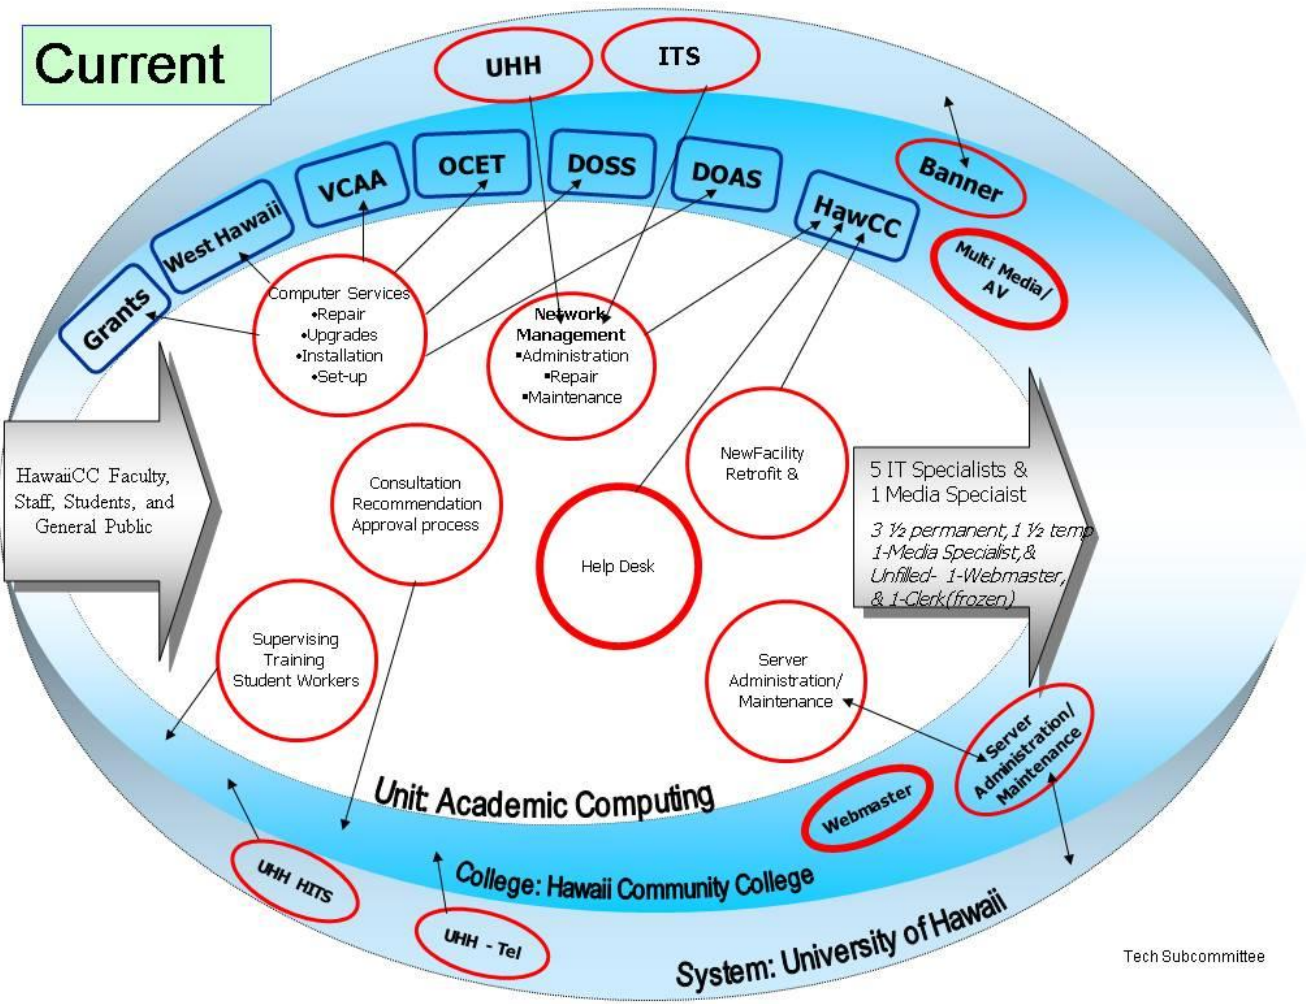 Current
UHH
ITS
Banner
Multi Media/
AV
Grants
West Hawaii
VCAA
OCET
DOSS
DOAS
HawCC
Computer Services
•Repair
•Upgrades
•Installation
•Set-up
Network
Management
▪Administration
▪Repair
▪Maintenance
HawaiiCC Faculty,
Staff, Students, and
General Public
Consultation
Recommendation
Approval process
NewFacility
Retrofit &
Help Desk
5 IT Specialists &
1 Media Speciaist
3 ½ permanent, 1 ½ temp
1-Media Specialist,&
Unfilled- 1-Webmaster,
& 1-Clerk(frozen)
Supervising
Training
Student Workers
Server
Administration/
Maintenance
Server
Administration/
Maintenance
Webmaster
UHH HITS
UHH - Tel
Unit: Academic Computing
College: Hawaii Community College
System: University of Hawaii
Tech Subcommittee